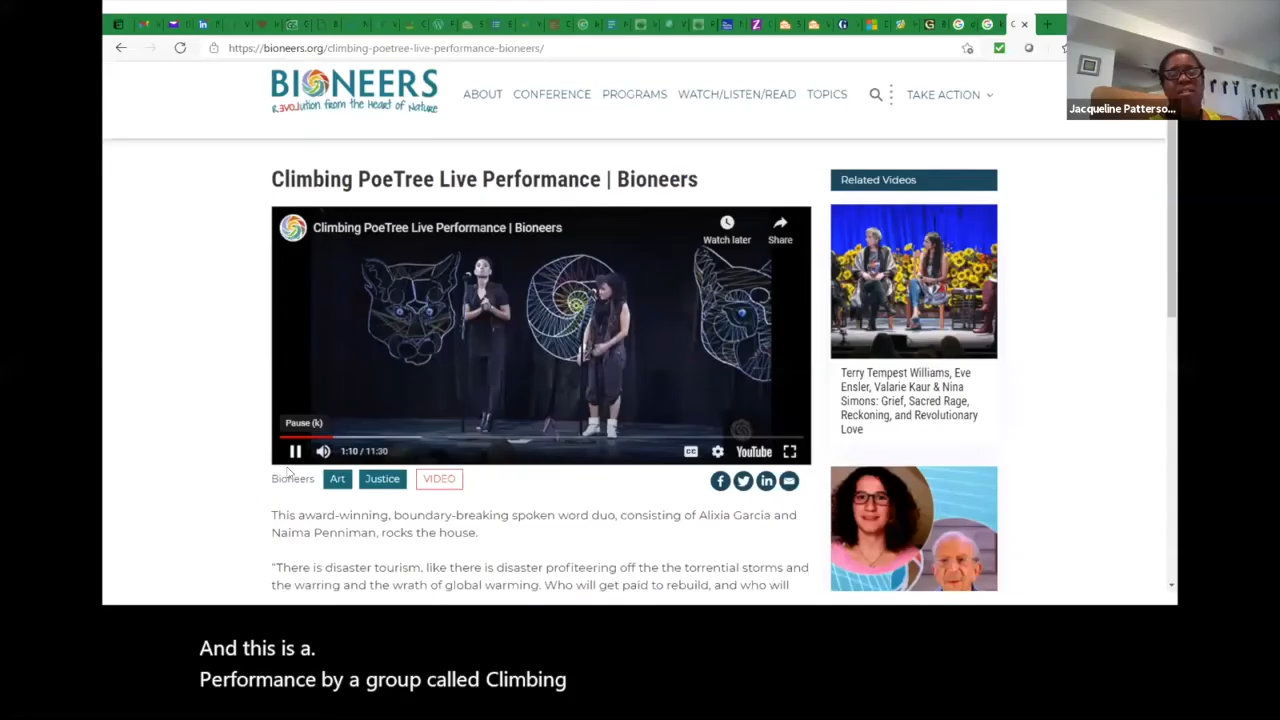 https://bioneers.org/climbing-poetree-live-performance-bioneers/
Jacqueline Patterso...
BIONEERS
REVOLution from the Heart of Nature
ABOUT CONFERENCE PROGRAMS WATCH/LISTEN/READ TOPICS TAKE ACTION
Climbing PoeTree Live Performance | Bioneers
Related Videos
Climbing PoeTree Live Performance | Bioneers
Watch later
Share
Pause (k)
1:10 / 11:30
CC
YouTube
Terry Tempest Williams, Eve
Ensler, Valarie Kaur & Nina
Simons: Grief, Sacred Rage,
Reckoning, and Revolutionary
Love
Bioneers Art Justice VIDEO
This award-winning, boundary-breaking spoken word duo, consisting of Alixia Garcia and
Naima Penniman, rocks the house.
“There is disaster tourism, like there is disaster profiteering off the the torrential storms and
the warring and the wrath of global warming. Who will get paid to rebuild, and who will
And this is a.
Performance by a group called Climbing